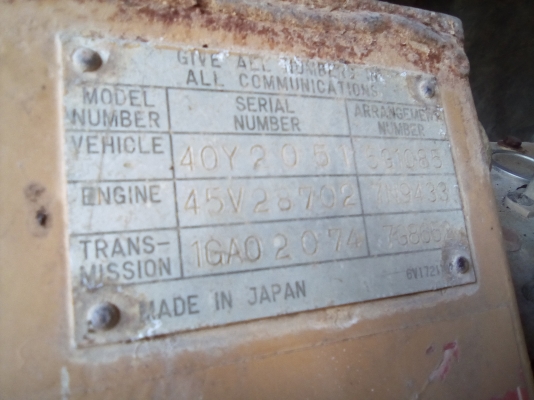 GIVE ALL NUMBERS IN
ALL COMMUNICATIONS
MODEL NUMBER SERIAL NUMBER ARRANGEMENT NUMBER
VEHICLE 40Y2051
ENGINE 45V28702
TRANS-MISSION 1GA02074
MADE IN JAPAN